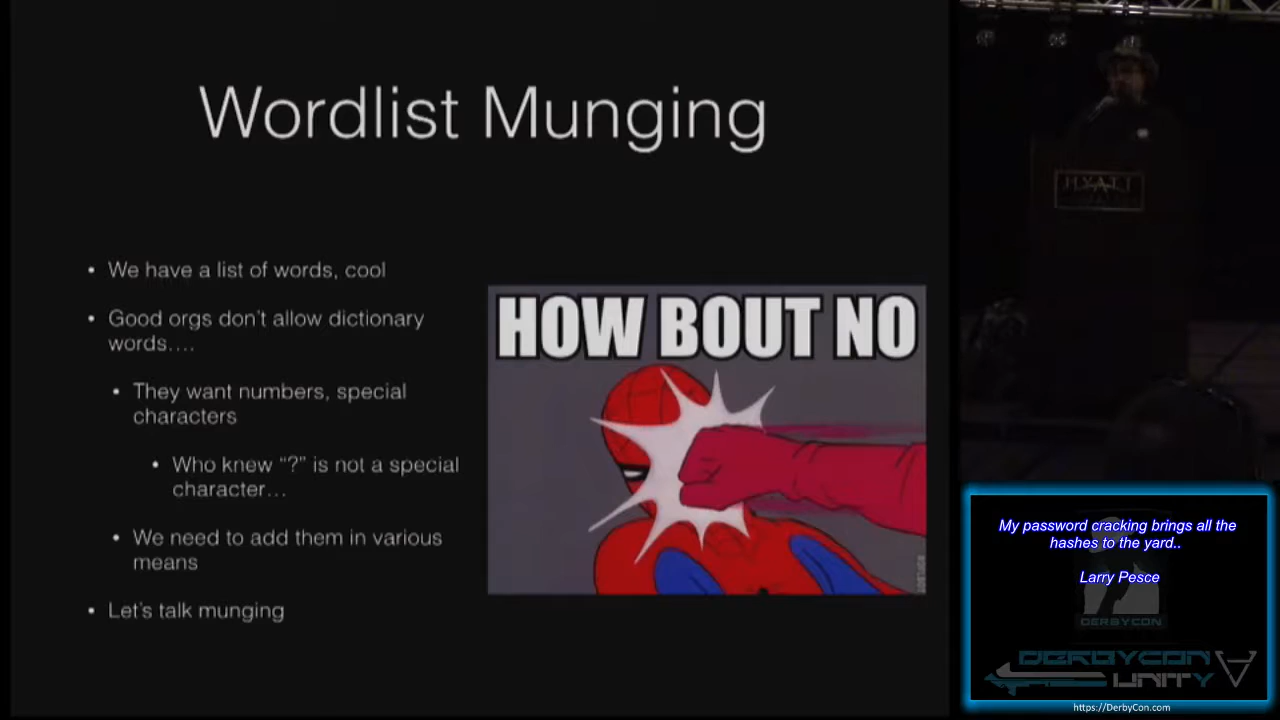 Wordlist Munging
• We have a list of words, cool
• Good orgs don't allow dictionary
words....
• They want numbers, special
characters
• Who knew “?” is not a special
character...
• We need to add them in various
means
• Let's talk munging
HOW BOUT NO
HYATT
My password cracking brings all the
hashes to the yard..
Larry Pesce
DERBYCON
DERBYCON
UNITY
https://DerbyCon.com